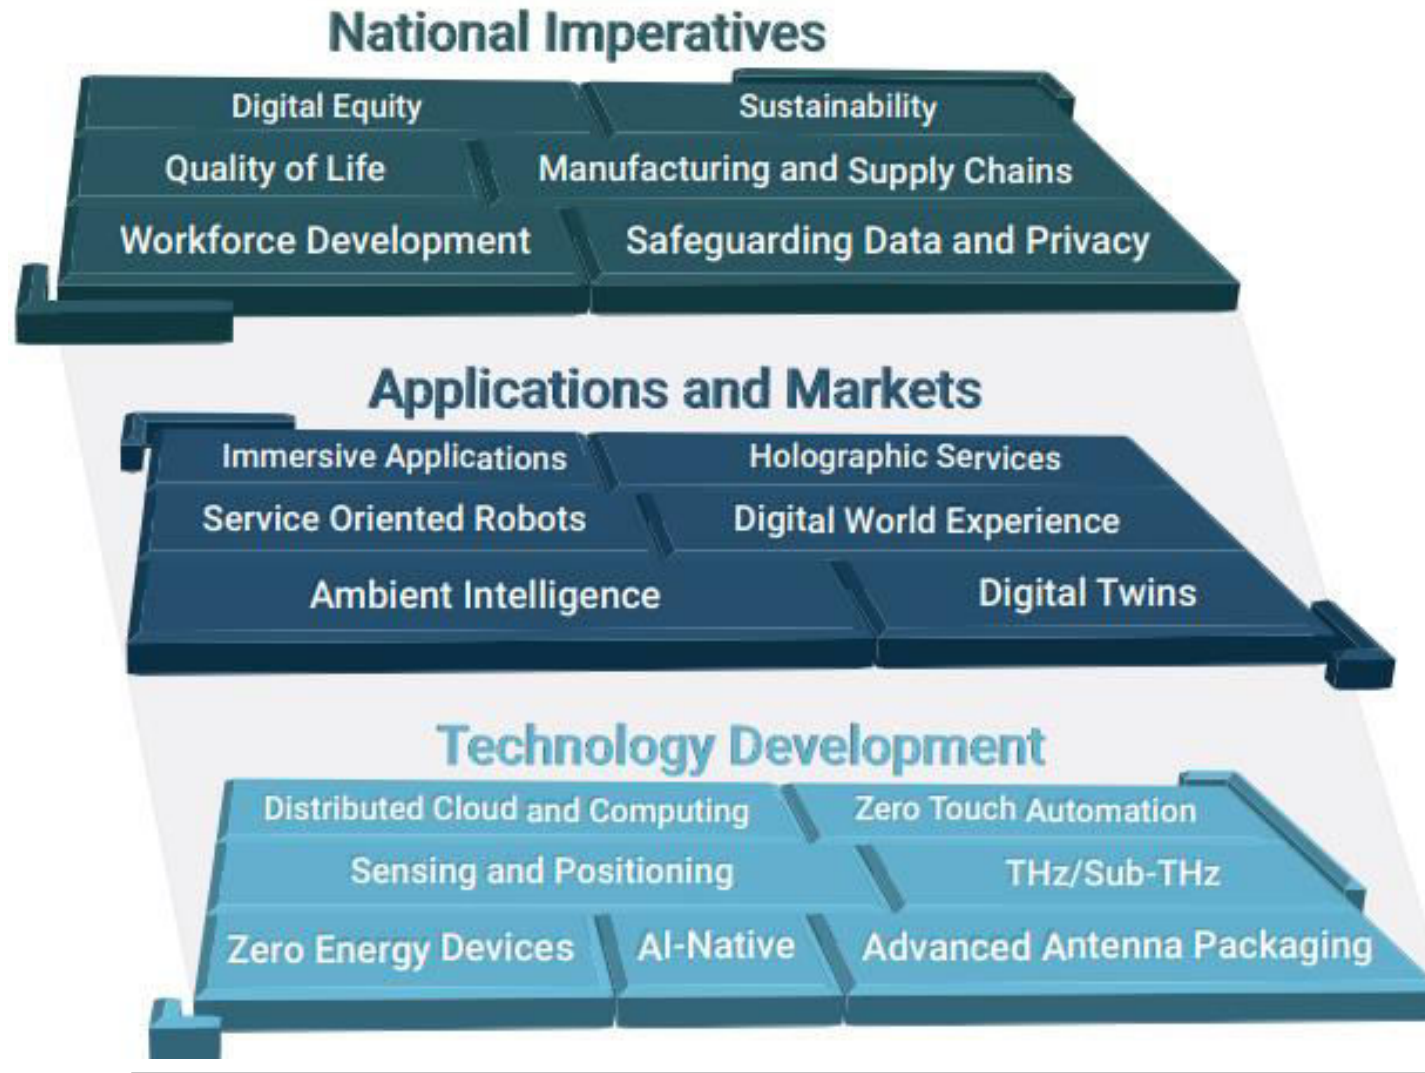 National Imperatives
Digital Equity
Sustainability
Quality of Life
Manufacturing and Supply Chains
Workforce Development
Safeguarding Data and Privacy
Applications and Markets
Immersive Applications
Holographic Services
Service Oriented Robots
Digital World Experience
Ambient Intelligence
Digital Twins
Technology Development
Distributed Cloud and Computing
Zero Touch Automation
Sensing and Positioning
THz/Sub-THz
Zero Energy Devices
AI-Native
Advanced Antenna Packaging